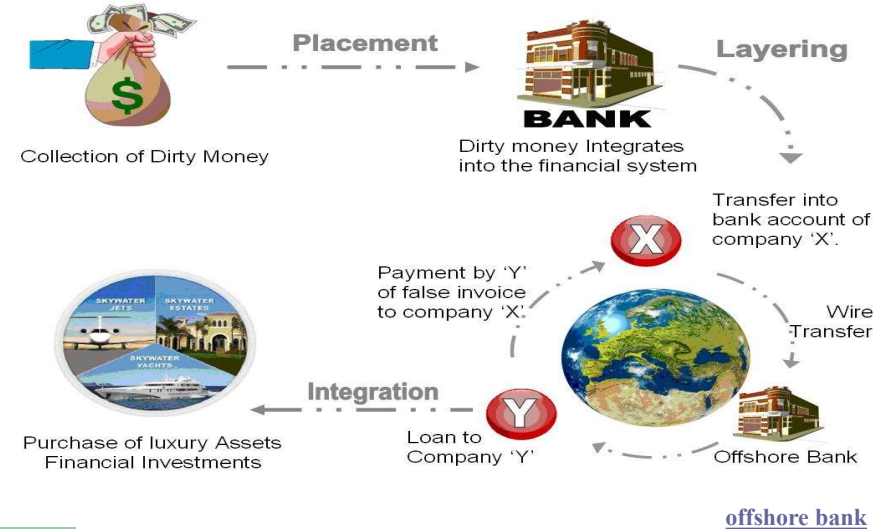 Placement
Layering
$
BANK
Collection of Dirty Money
Dirty money Integrates
into the financial system
Transfer into
bank account of
company ‘X’.
X
Payment by ‘Y’
of false invoice
to company ‘X’
Wire
Transfer
SKYWATER
JETS
SKYWATER
ESTATES
SKYWATER
YACHTS
Integration
Y
Loan to
Company ‘Y’
Offshore Bank
Purchase of luxury Assets
Financial Investments
offshore bank